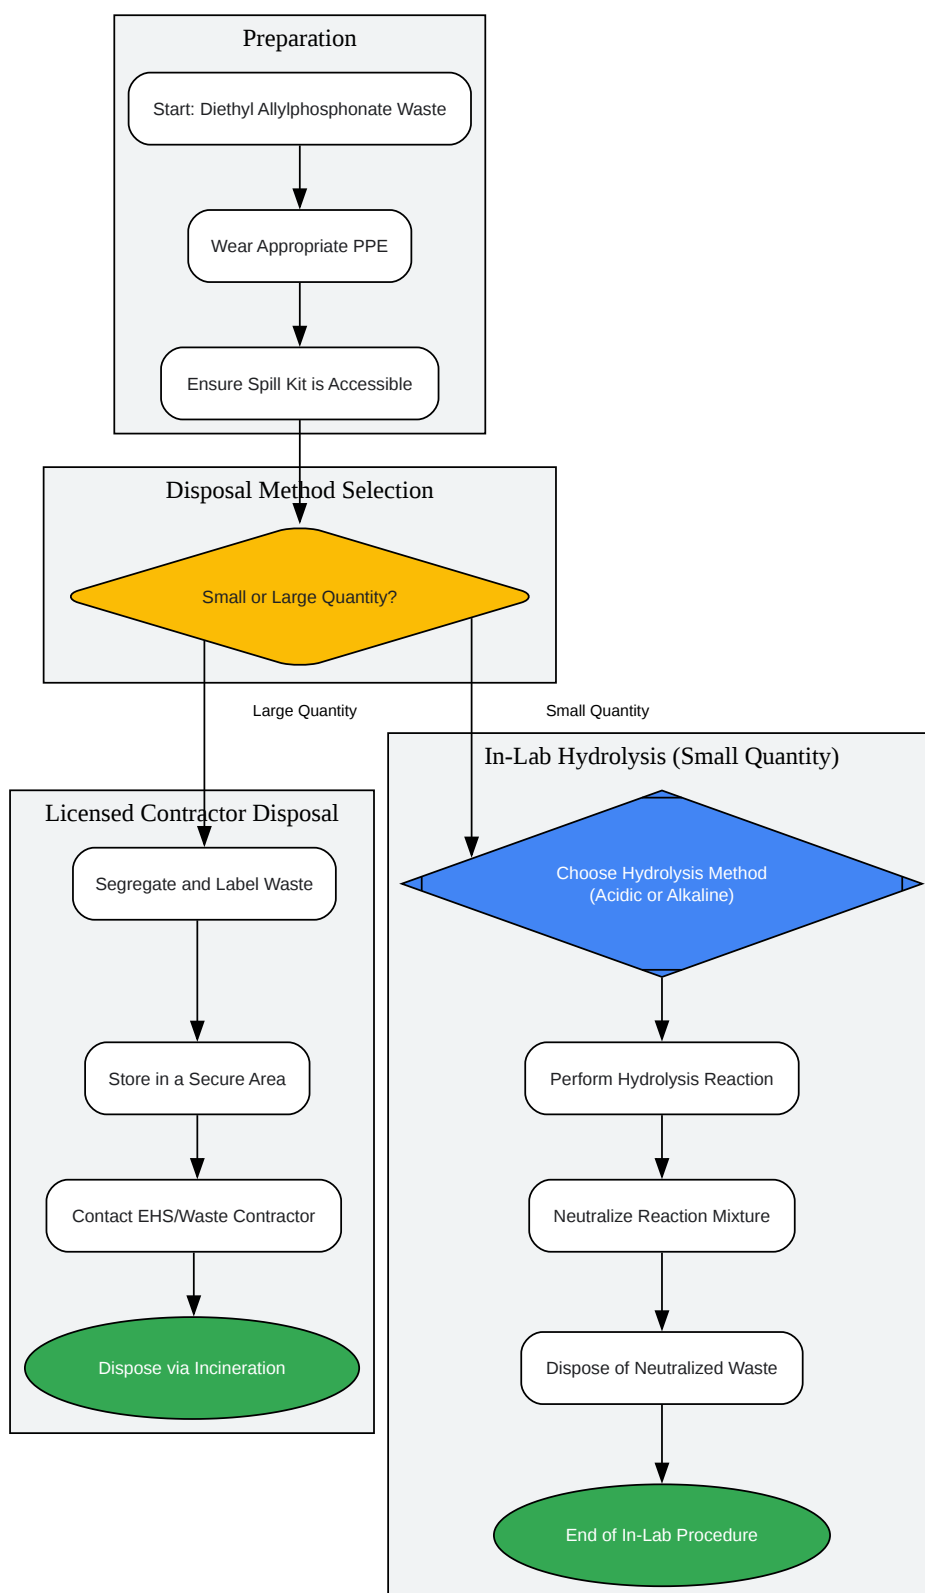 Preparation
Start: Diethyl Allylphosphonate Waste
Wear Appropriate PPE
Ensure Spill Kit is Accessible
Disposal Method Selection
Small or Large Quantity?
Large Quantity
Small Quantity
Licensed Contractor Disposal
Segregate and Label Waste
Store in a Secure Area
Contact EHS/Waste Contractor
Dispose via Incineration
In-Lab Hydrolysis (Small Quantity)
Choose Hydrolysis Method
(Acidic or Alkaline)
Perform Hydrolysis Reaction
Neutralize Reaction Mixture
Dispose of Neutralized Waste
End of In-Lab Procedure